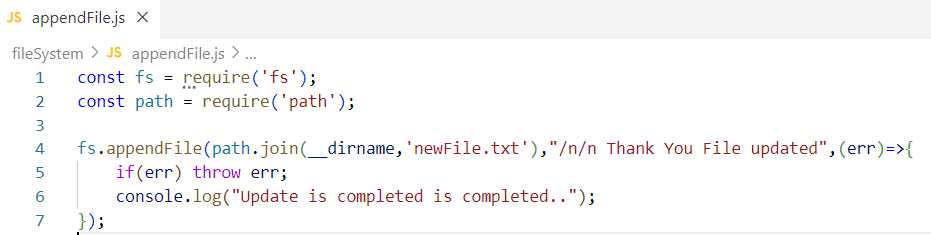 JS appendFile.js ×
fileSystem > JS appendFile.js > ...
1 const fs = require('fs');
2 const path = require('path');
3
4 fs.appendFile(path.join(__dirname,'newFile.txt'),"/n/n Thank You File updated",(err)=>{
5     if(err) throw err;
6     console.log("Update is completed is completed..");
7 });